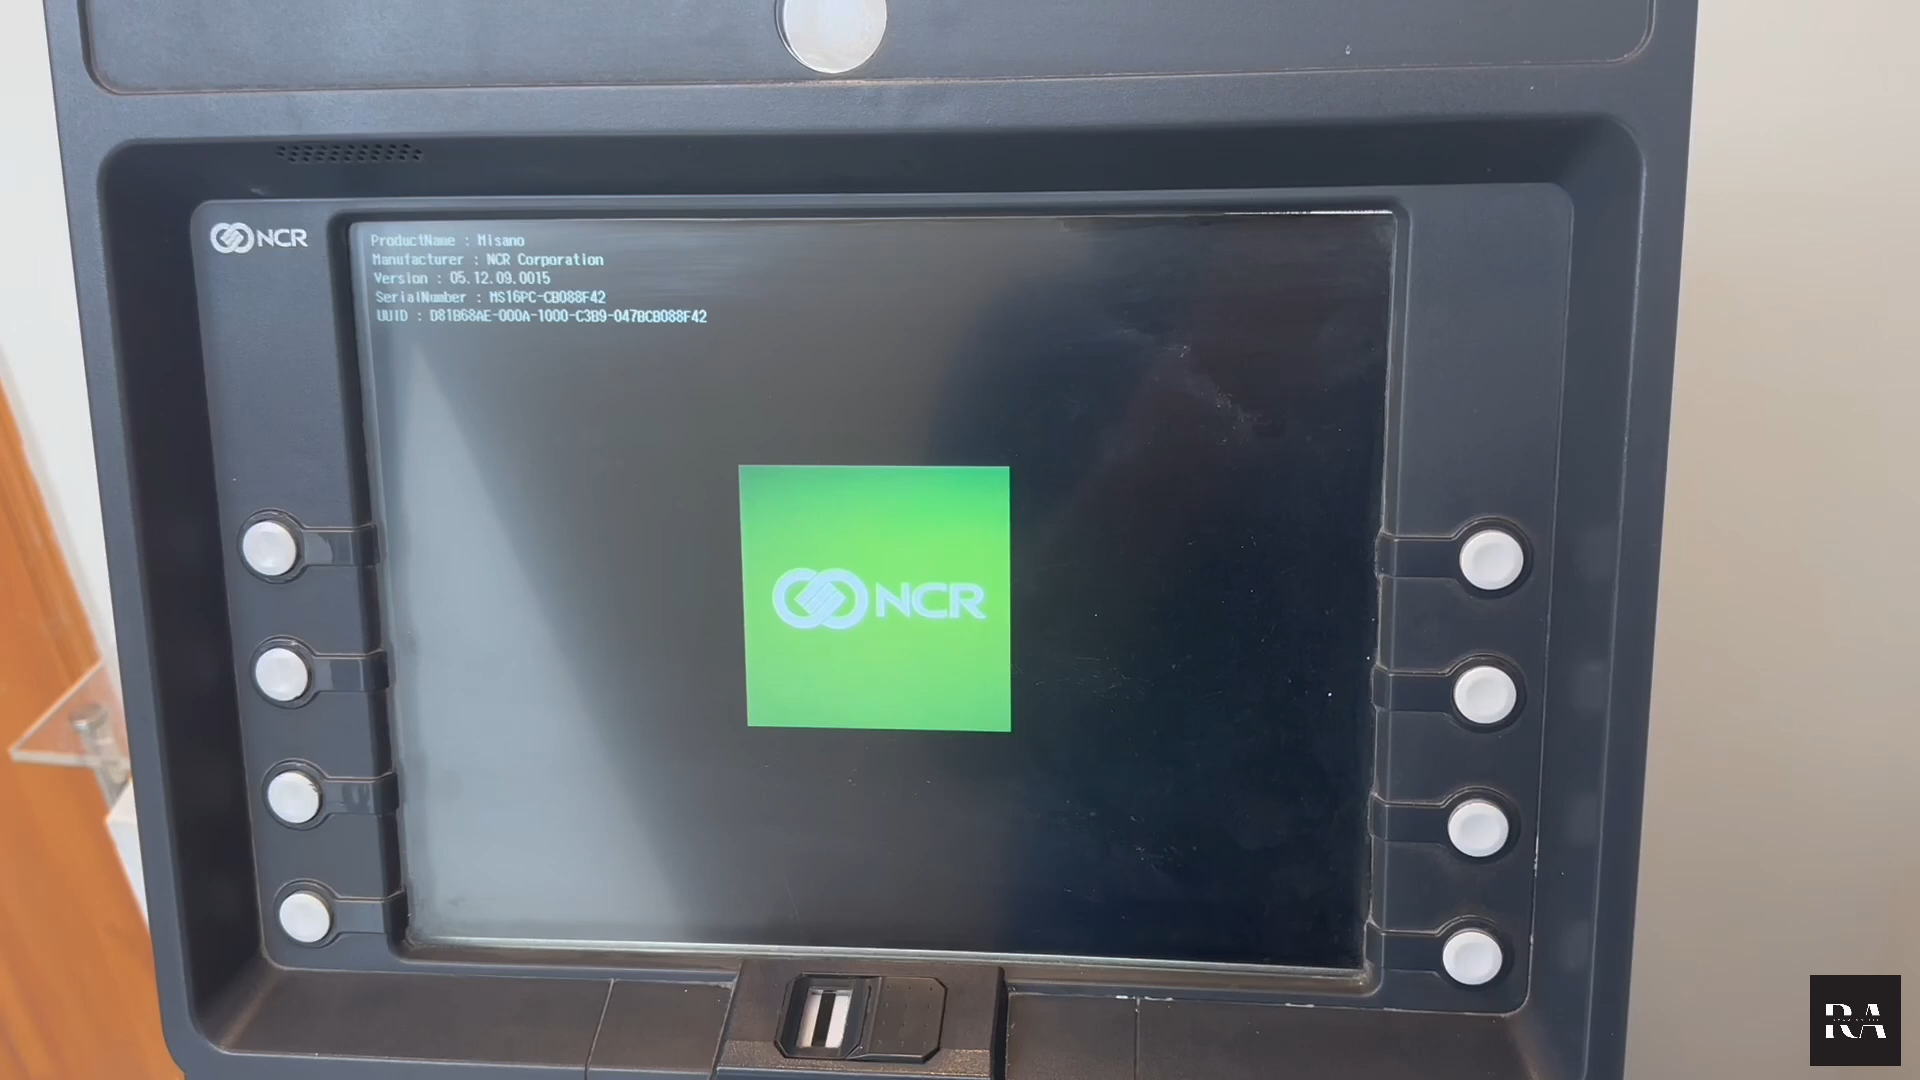 NCR
ProductName : Misano
Manufacturer : NCR Corporation
Version : 05.12.09.0015
SerialNumber : MS16PC-CB088F42
UUID : D81B68AE-000A-1000-C3B9-047BCB088F42
NCR
RA